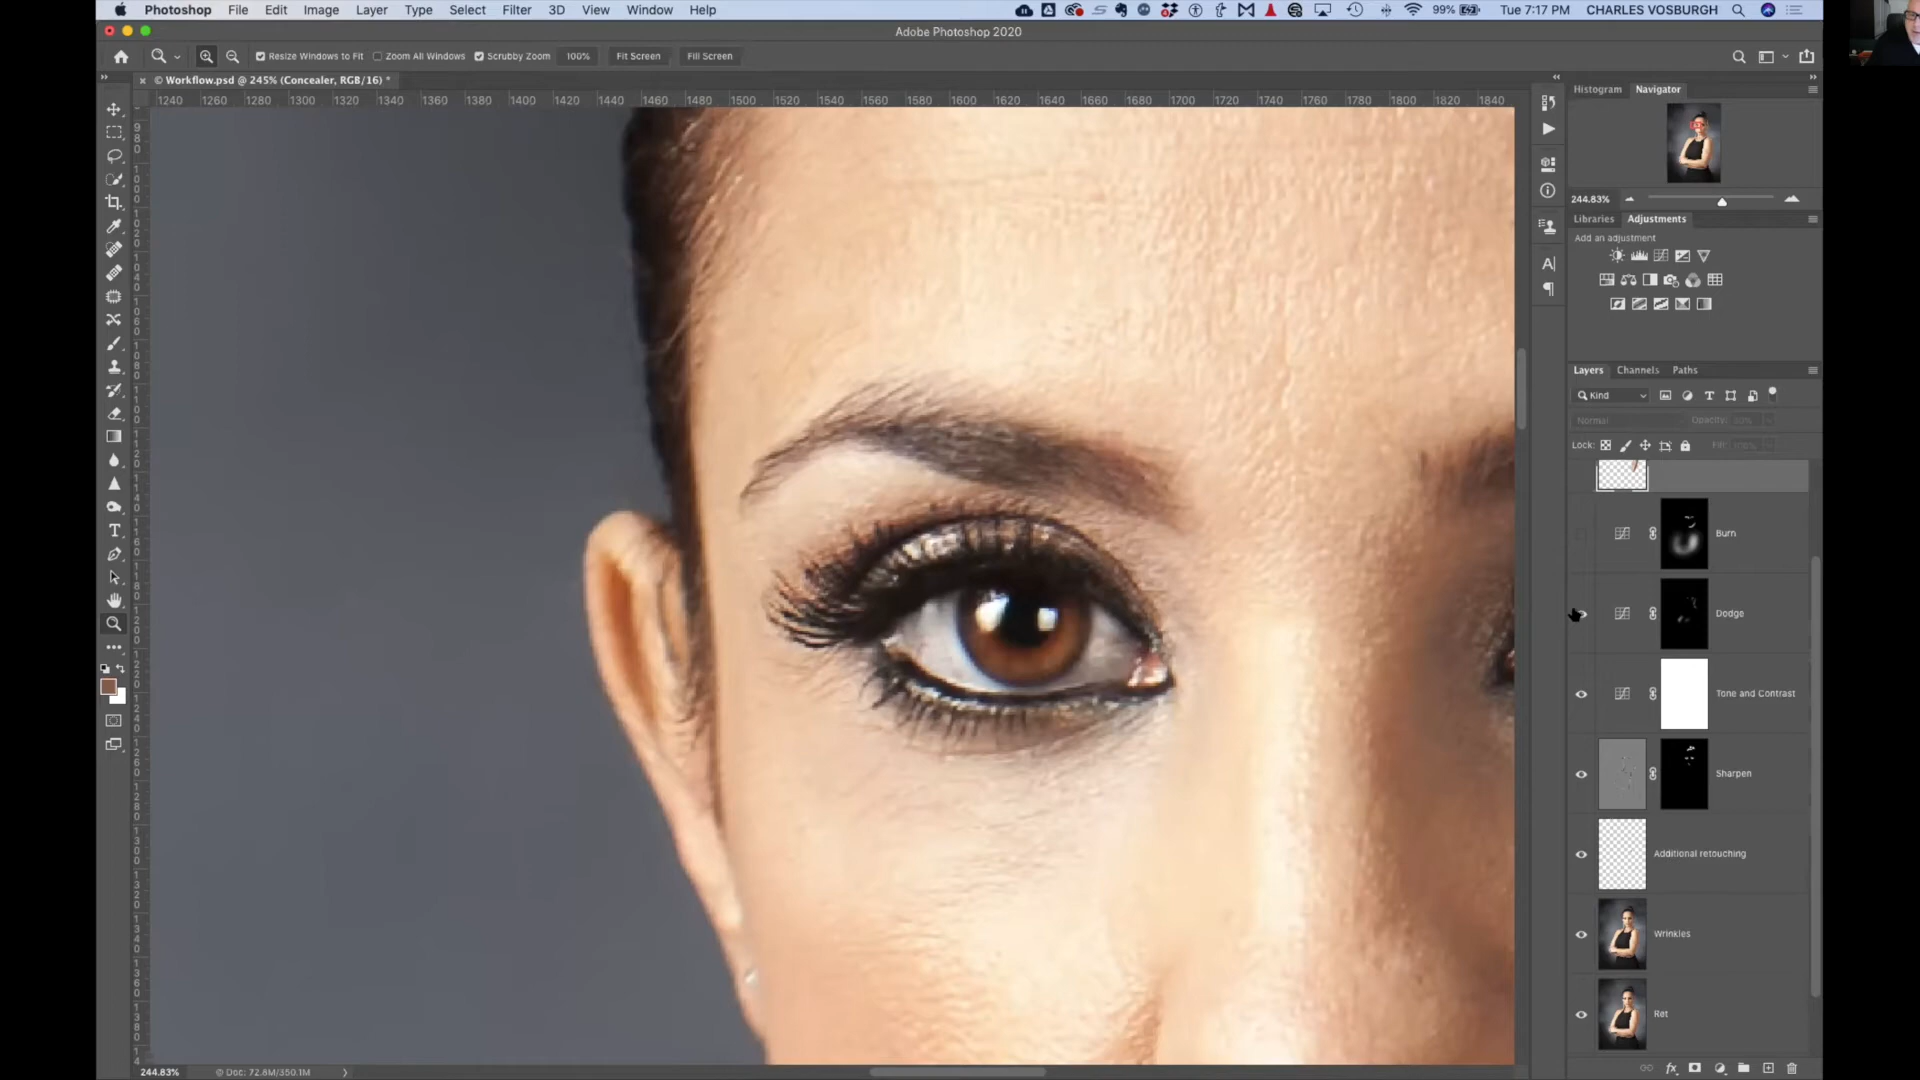 Photoshop File Edit Image Layer Type Select Filter 3D View Window Help 99% Tue 7:17 PM CHARLES VOSBURGH
Adobe Photoshop 2020
Resize Windows to Fit Zoom All Windows Scrubby Zoom 100% Fit Screen Fill Screen
© Workflow.psd @ 245% (Concealer, RGB/16) *
1240 1260 1280 1300 1320 1340 1360 1380 1400 1420 1440 1460 1480 1500 1520 1540 1560 1580 1600 1620 1640 1660 1680 1700 1720 1740 1760 1780 1800 1820 1840
Histogram Navigator
244.83%
Libraries Adjustments
Add an adjustment
Layers Channels Paths
Kind
Normal Opacity:
Lock: Fill:
Burn
Dodge
Tone and Contrast
Sharpen
Additional retouching
Wrinkles
Ret
244.83% Doc: 72.8M/350.1M